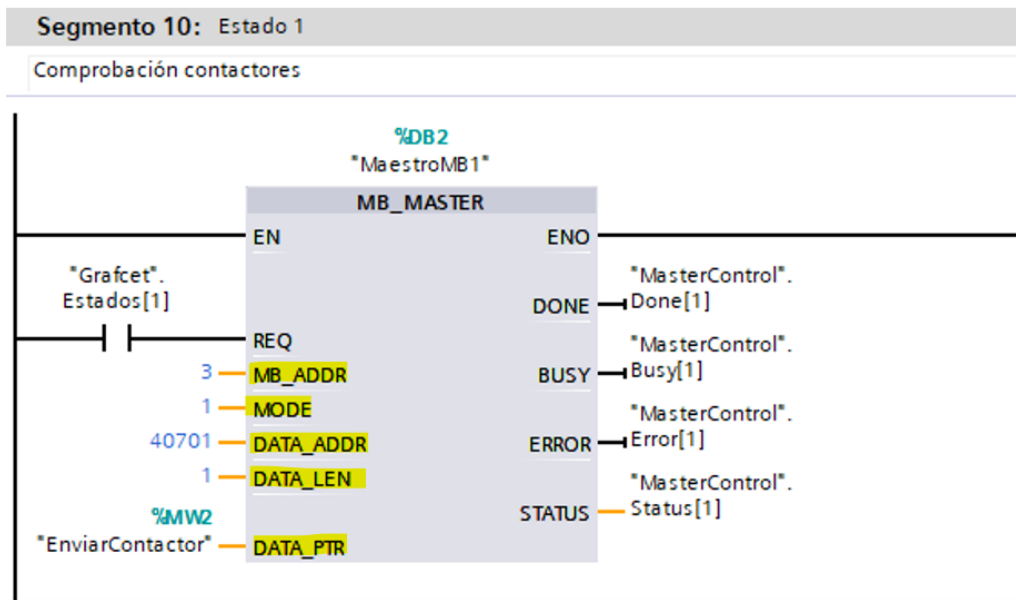 Segmento 10: Estado 1
Comprobación contactores
%DB2
"MaestroMB1"
MB_MASTER
EN
ENO
"Grafcet".
Estados[1]
REQ
"MasterControl".
DONE
Done[1]
3
MB_ADDR
"MasterControl".
BUSY
Busy[1]
1
MODE
40701
DATA_ADDR
"MasterControl".
ERROR
Error[1]
1
DATA_LEN
"MasterControl".
STATUS
Status[1]
%MW2
"EnviarContactor"
DATA_PTR